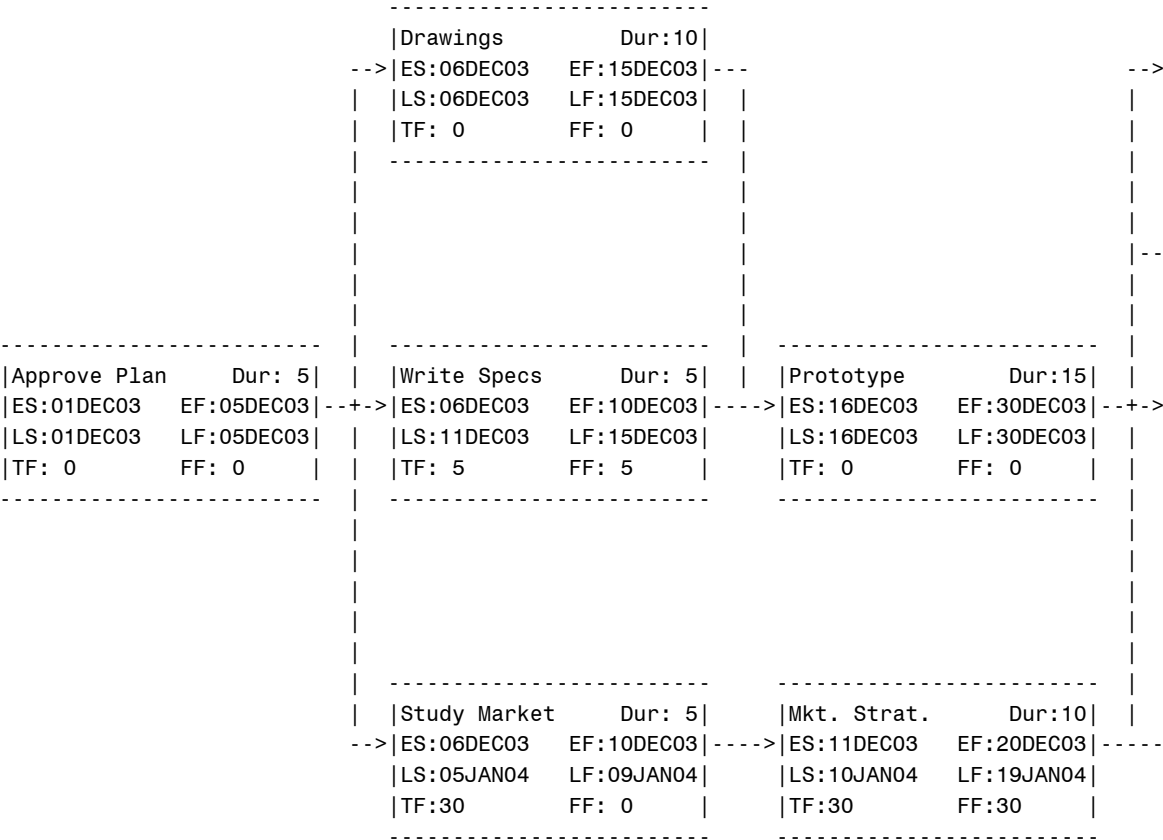 Drawings Dur:10
ES:06DEC03 EF:15DEC03
LS:06DEC03 LF:15DEC03
TF: 0 FF: 0
Approve Plan Dur: 5 Write Specs Dur: 5 Prototype Dur:15
ES:01DEC03 EF:05DEC03 ES:06DEC03 EF:10DEC03 ES:16DEC03 EF:30DEC03
LS:01DEC03 LF:05DEC03 LS:11DEC03 LF:15DEC03 LS:16DEC03 LF:30DEC03
TF: 0 FF: 0 TF: 5 FF: 5 TF: 0 FF: 0
Study Market Dur: 5 Mkt. Strat. Dur:10
ES:06DEC03 EF:10DEC03 ES:11DEC03 EF:20DEC03
LS:05JAN04 LF:09JAN04 LS:10JAN04 LF:19JAN04
TF:30 FF: 0 TF:30 FF:30